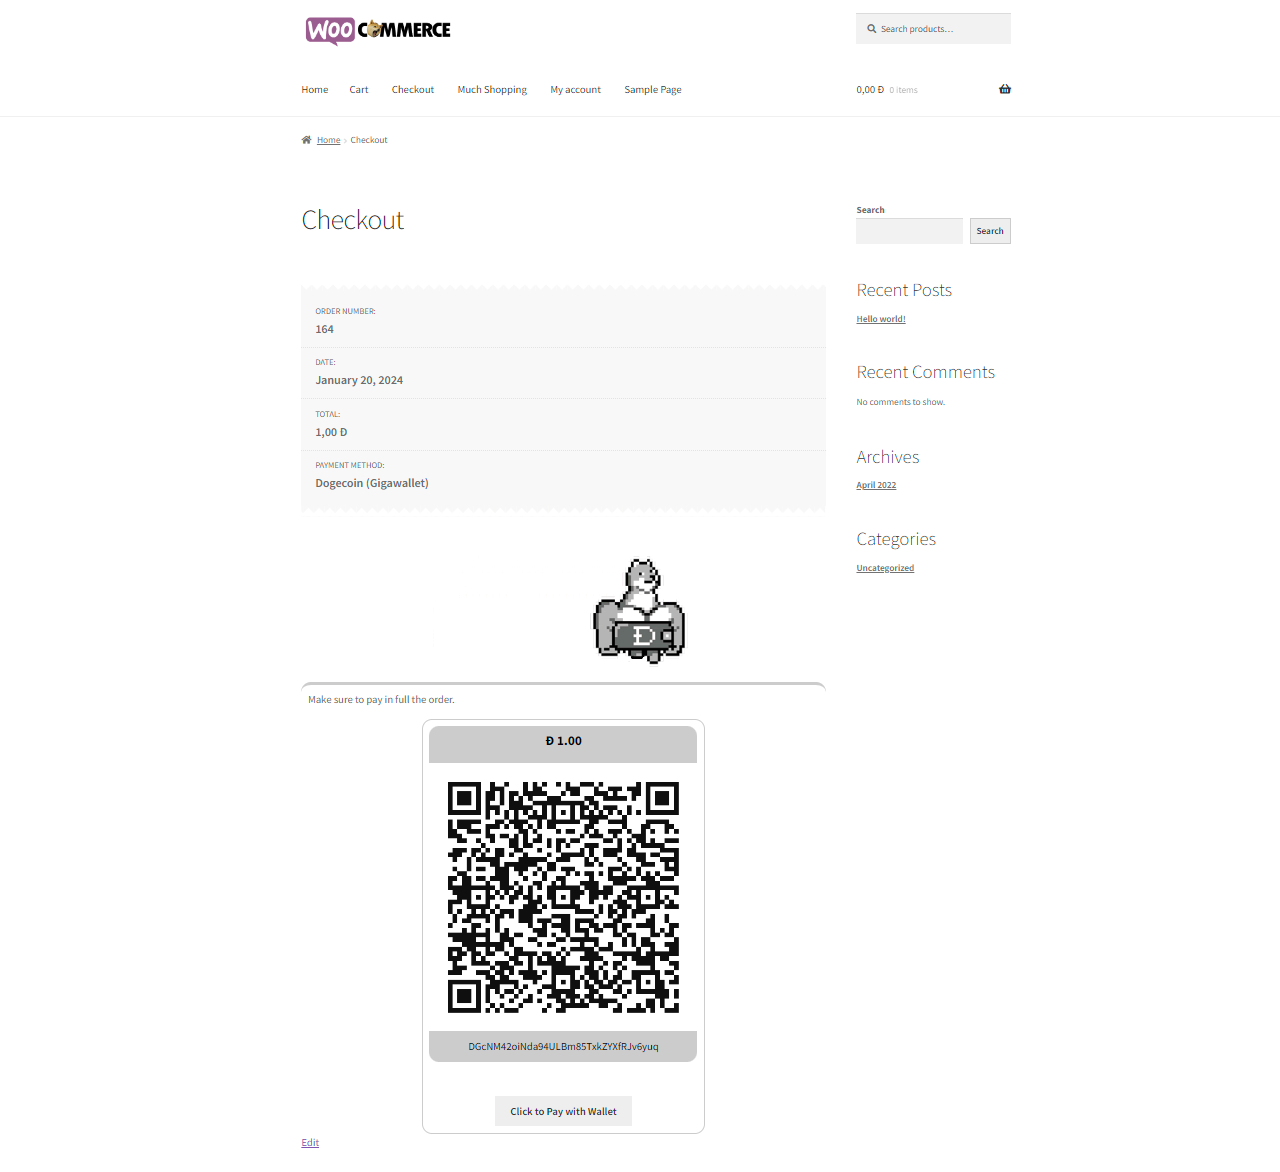 WOO COMMERCE
Search products…
Home Cart Checkout Much Shopping My account Sample Page
0,00 Ð 0 items
Home › Checkout
Checkout
ORDER NUMBER:
164
DATE:
January 20, 2024
TOTAL:
1,00 Ð
PAYMENT METHOD:
Dogecoin (Gigawallet)
Ð
Make sure to pay in full the order.
Ð 1.00
DGcNM42oiNda94ULBm85TxkZYXfRJv6yuq
Click to Pay with Wallet
Edit
Search
Search
Recent Posts
Hello world!
Recent Comments
No comments to show.
Archives
April 2022
Categories
Uncategorized